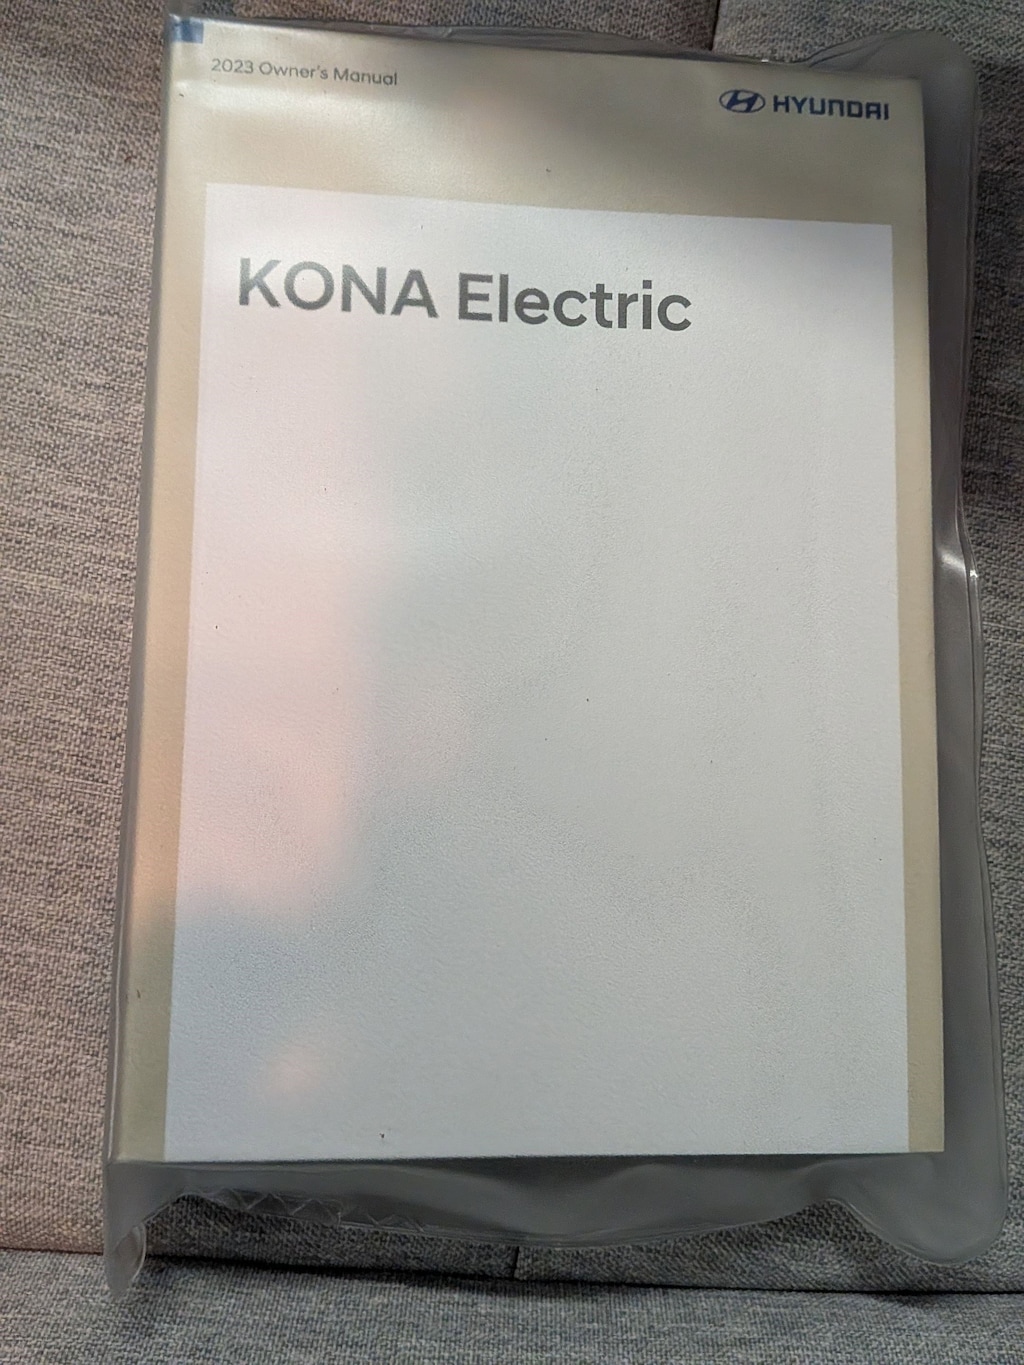 2023 Owner's Manual
HYUNDAI
KONA Electric